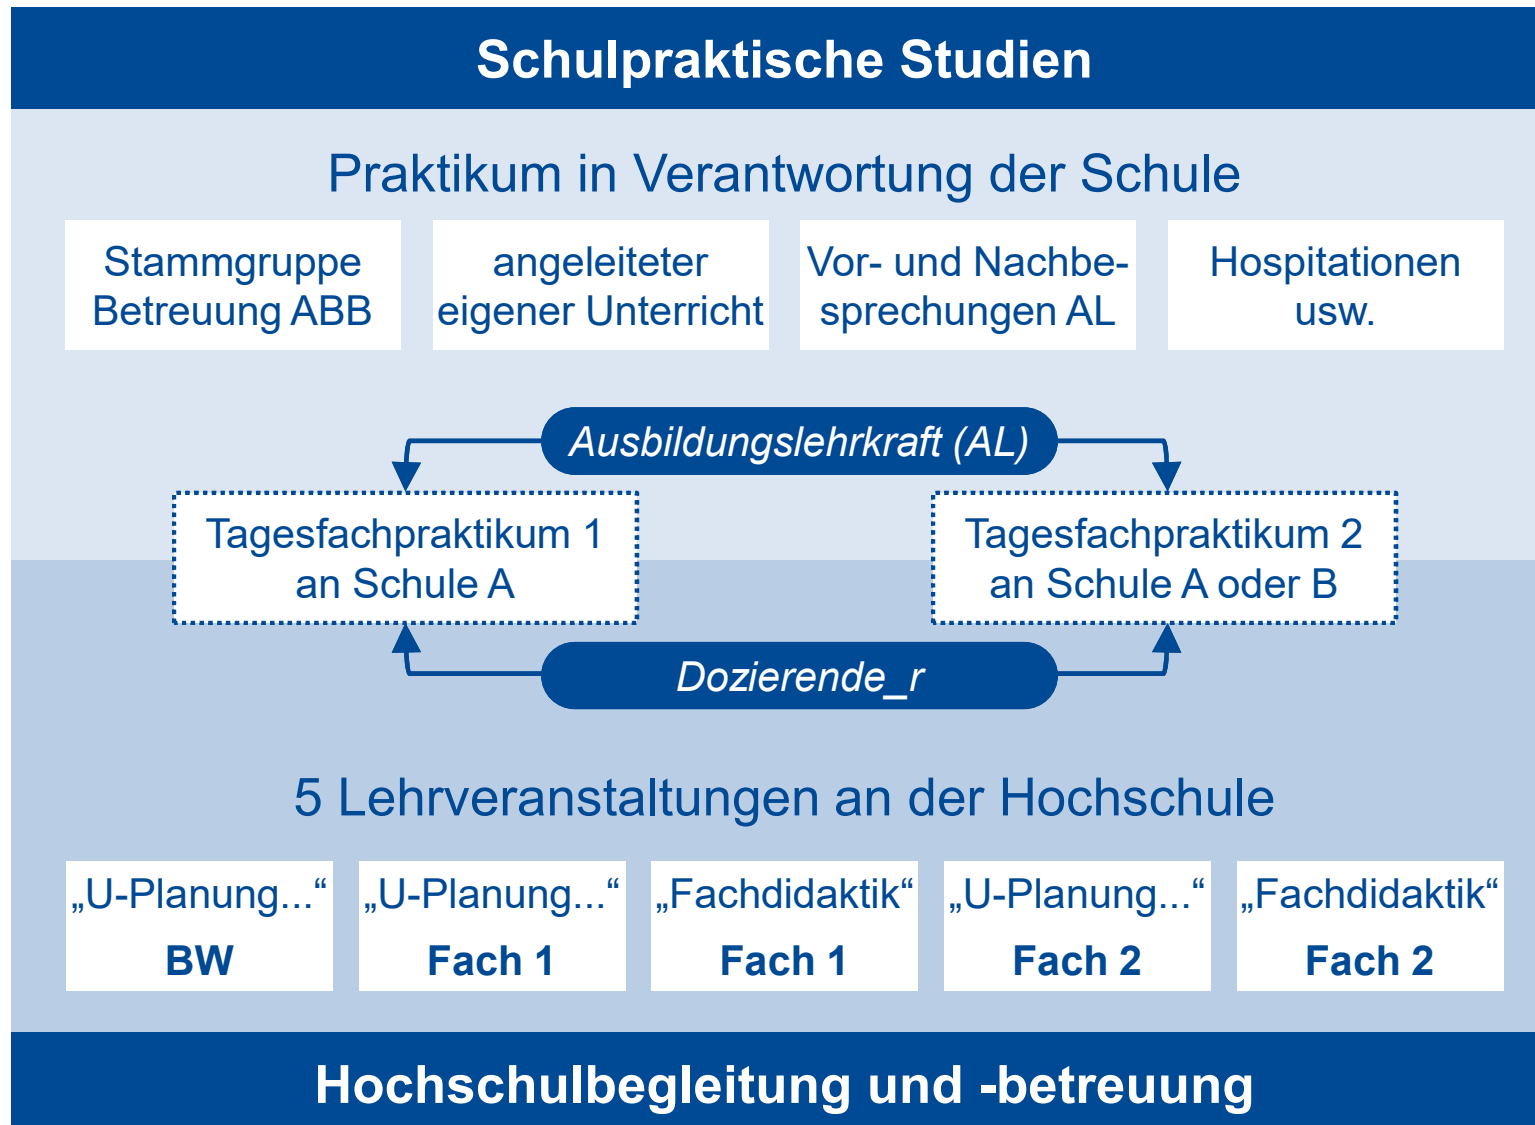 Schulpraktische Studien
Praktikum in Verantwortung der Schule
Stammgruppe
Betreuung ABB
angeleiteter
eigener Unterricht
Vor- und Nachbe-
sprechungen AL
Hospitationen
usw.
Ausbildungslehrkraft (AL)
Tagesfachpraktikum 1
an Schule A
Tagesfachpraktikum 2
an Schule A oder B
Dozierende_r
5 Lehrveranstaltungen an der Hochschule
„U-Planung...“
BW
„U-Planung...“
Fach 1
„Fachdidaktik“
Fach 1
„U-Planung...“
Fach 2
„Fachdidaktik“
Fach 2
Hochschulbegleitung und -betreuung